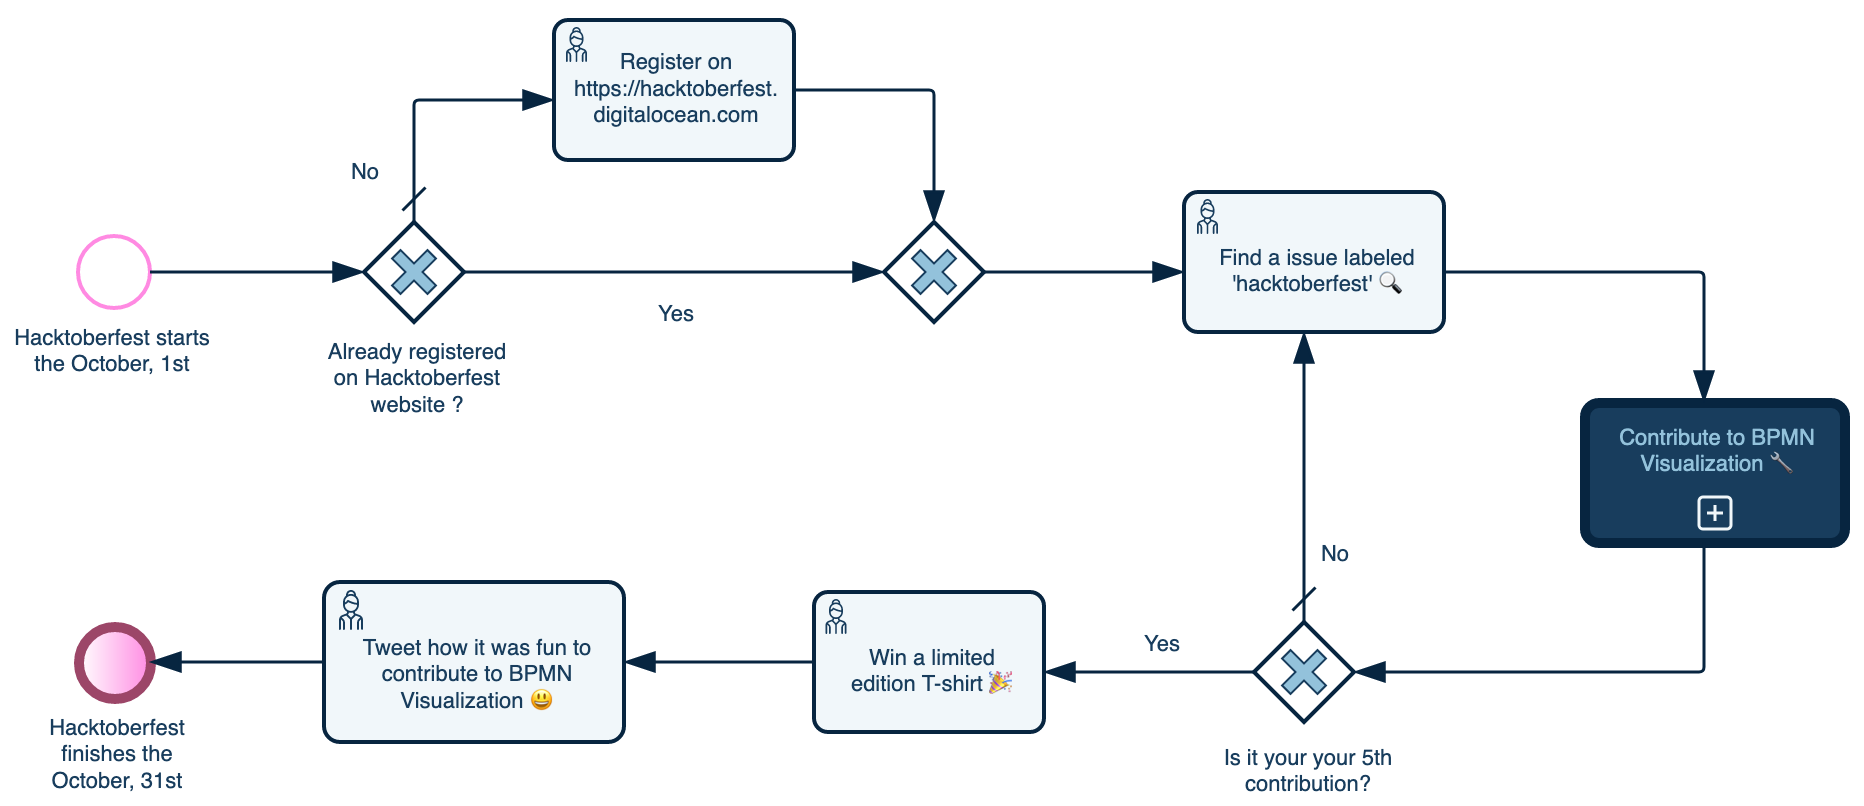 Register on
https://hacktoberfest.
digitalocean.com
No
Hacktoberfest starts
the October, 1st
Already registered
on Hacktoberfest
website ?
Yes
Find a issue labeled
'hacktoberfest' 🔍
Contribute to BPMN
Visualization 🔧
No
Is it your your 5th
contribution?
Yes
Win a limited
edition T-shirt 🎉
Tweet how it was fun to
contribute to BPMN
Visualization 😃
Hacktoberfest
finishes the
October, 31st